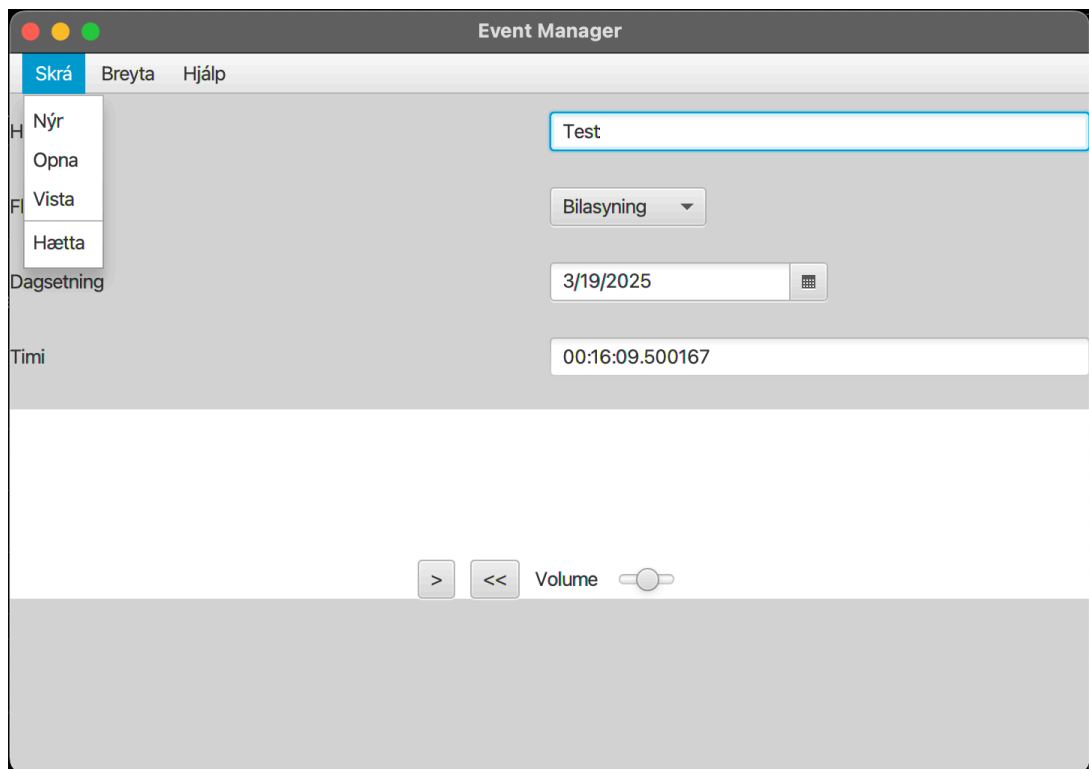 Event Manager
Skrá Breyta Hjálp
Nýr
Opna
Vista
Hætta
Test
Bilasyning
Dagsetning
3/19/2025
Timi
00:16:09.500167
> << Volume